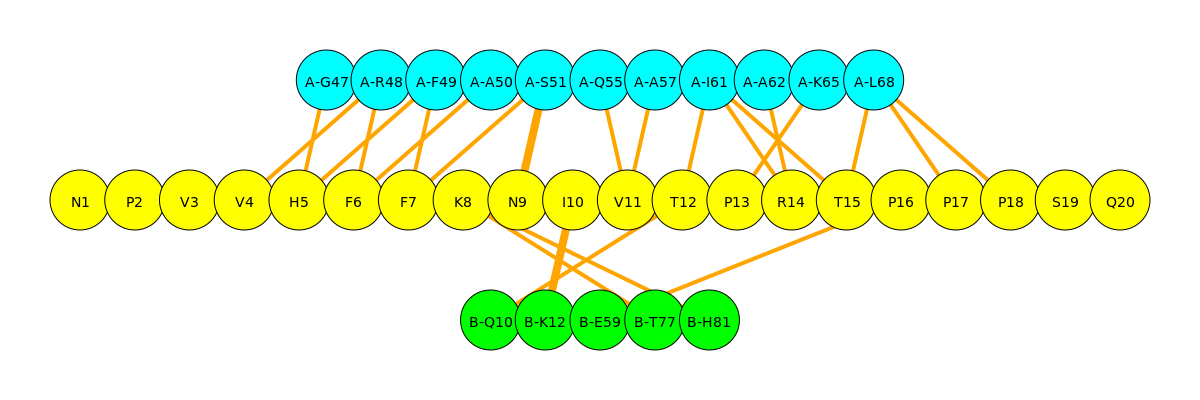 A-G47 A-R48 A-F49 A-A50 A-S51 A-Q55 A-A57 A-I61 A-A62 A-K65 A-L68
N1 P2 V3 V4 H5 F6 F7 K8 N9 I10 V11 T12 P13 R14 T15 P16 P17 P18 S19 Q20
B-Q10 B-K12 B-E59 B-T77 B-H81